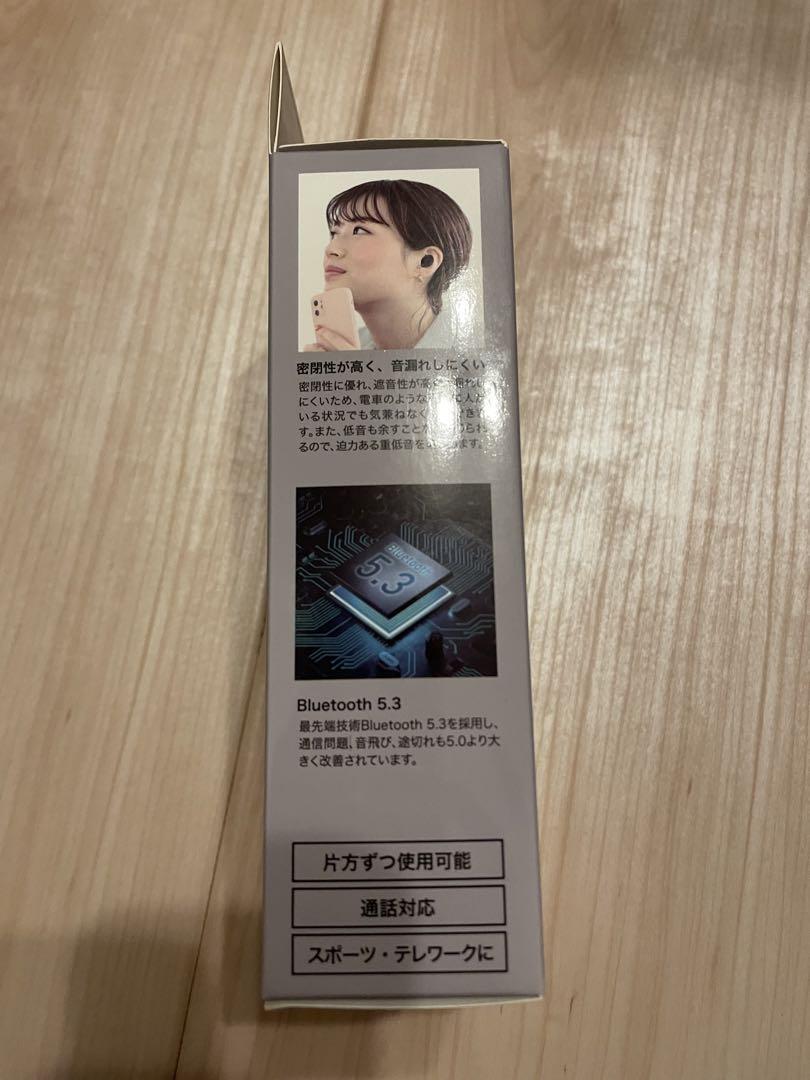 密閉性が高く、音漏れしにくい
密閉性に優れ、遮音性が高
にくいため、電車のような
いる状況でも気兼ねなく
す。また、低音も余すことな
るので、迫力ある重低音を
Bluetooth
5.3
Bluetooth 5.3
最先端技術Bluetooth 5.3を採用し、
通信問題、音飛び、途切れも5.0より大
きく改善されています。
片方ずつ使用可能
通話対応
スポーツ・テレワークに